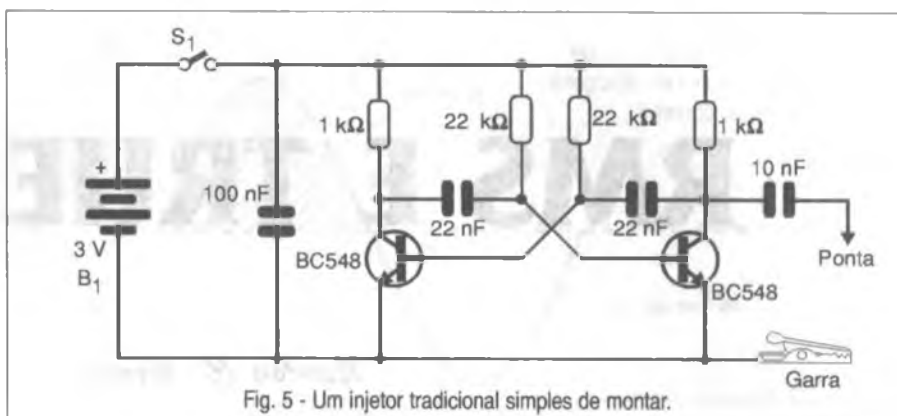 S1
+
3 V
B1
100 nF
1 kΩ
22 kΩ
22 kΩ
1 kΩ
22 nF
22 nF
10 nF
BC548
BC548
Ponta
Garra
Fig. 5 - Um injetor tradicional simples de montar.